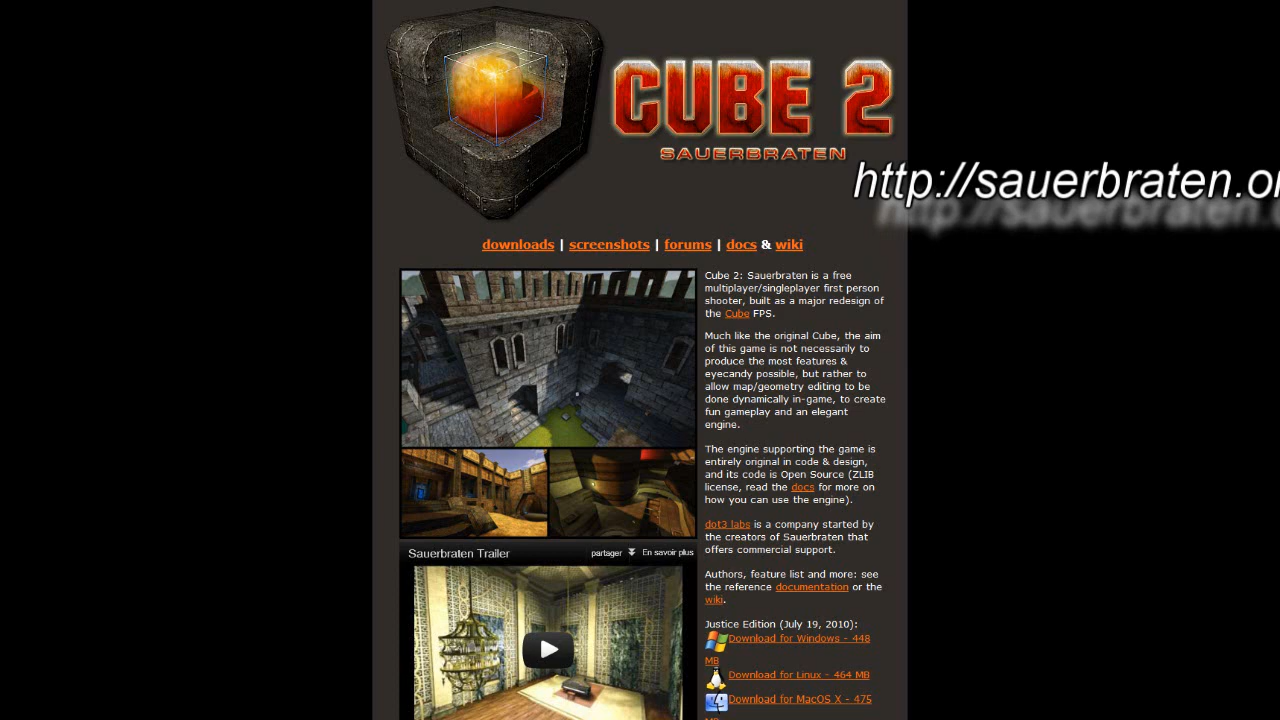 CUBE 2
SAUERBRATEN
http://sauerbraten.or
downloads | screenshots | forums | docs & wiki
Cube 2: Sauerbraten is a free
multiplayer/singleplayer first person
shooter, built as a major redesign of
the Cube FPS.
Much like the original Cube, the aim
of this game is not necessarily to
produce the most features &
eyecandy possible, but rather to
allow map/geometry editing to be
done dynamically in-game, to create
fun gameplay and an elegant
engine.
The engine supporting the game is
entirely original in code & design,
and its code is Open Source (ZLIB
license, read the docs for more on
how you can use the engine).
dot3 labs is a company started by
the creators of Sauerbraten that
offers commercial support.
Authors, feature list and more: see
the reference documentation or the
wiki.
Justice Edition (July 19, 2010):
Download for Windows - 448
MB
Download for Linux - 464 MB
Download for MacOS X - 475
Sauerbraten Trailer
partager
En savoir plus